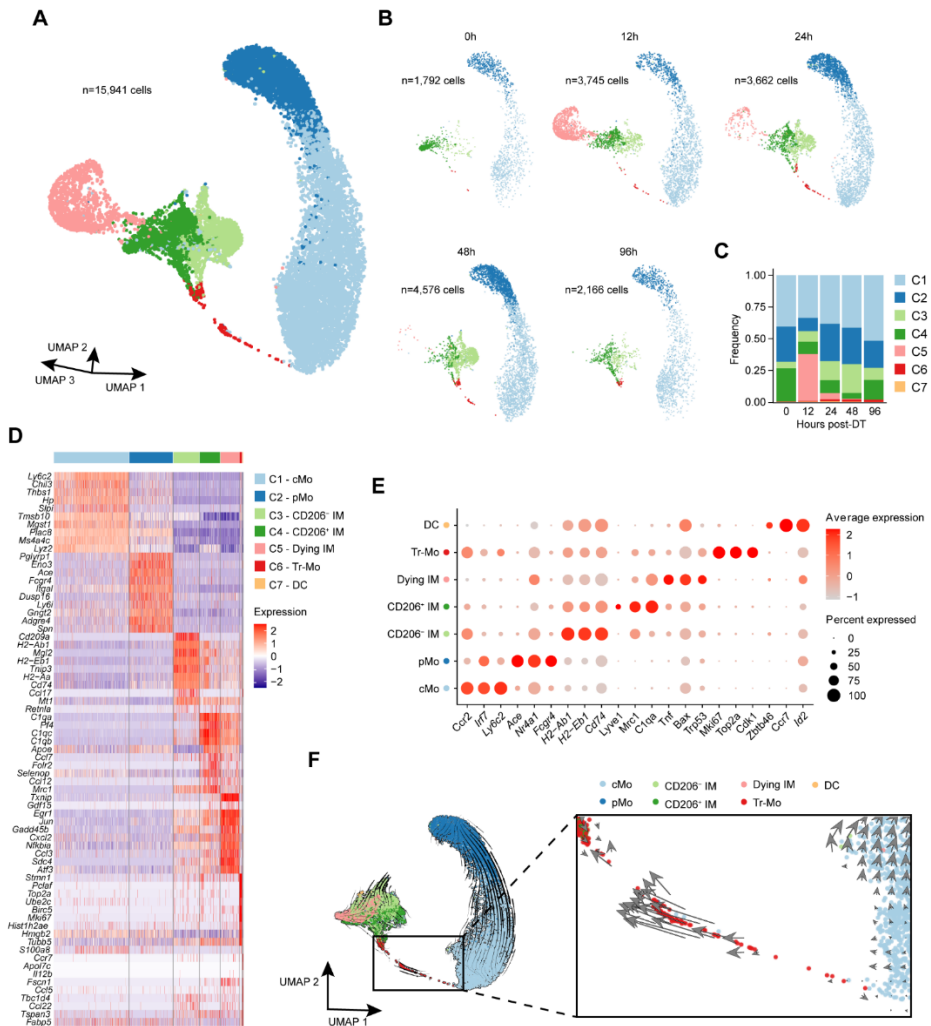 A
n=15,941 cells
UMAP 2
UMAP 3
UMAP 1
B
0h
12h
24h
n=1,792 cells
n=3,745 cells
n=3,662 cells
48h
96h
n=4,576 cells
n=2,166 cells
C
1.00
0.75
0.50
0.25
0.00
Frequency
0
12
24
48
96
Hours post-DT
C1
C2
C3
C4
C5
C6
C7
D
Ly6c2
Chil3
Thbs1
Hp
Slpi
Tmsb10
Mgst1
Plac8
Ms4a4c
Lyz2
Pglyrp1
Eno3
Ace
Fcgr4
Itgal
Dusp16
Ly6i
Gngt2
Adgre4
Spn
Cd209a
H2-Ab1
Mgl2
H2-Eb1
Tnip3
H2-Aa
Cd74
Ccl17
Mt1
Retnla
C1qa
Pf4
C1qc
C1qb
Apoe
Ccl7
Folr2
Selenop
Ccl12
Mrc1
Txnip
Gdf15
Egr1
Jun
Gadd45b
Cxcl2
Nfkbia
Ccl3
Sdc4
Atf3
Stmn1
Pclaf
Top2a
Ube2c
Birc5
Mki67
Hist1h2ae
Hmgb2
Tubb5
S100a8
Ccr7
Apol7c
Il12b
Fscn1
Ccl5
Tbc1d4
Ccl22
Tspan3
Fabp5
C1 - cMo
C2 - pMo
C3 - CD206⁻ IM
C4 - CD206⁺ IM
C5 - Dying IM
C6 - Tr-Mo
C7 - DC
Expression
2
1
0
-1
-2
E
DC
Tr-Mo
Dying IM
CD206⁺ IM
CD206⁻ IM
pMo
cMo
Ccr2
Irf7
Ly6c2
Ace
Nr4a1
Fcgr4
H2-Ab1
H2-Eb1
Cd74
Lyve1
Mrc1
C1qa
Tnf
Bax
Trp53
Mki67
Top2a
Cdk1
Zbtb46
Ccr7
Id2
Average expression
2
1
0
-1
Percent expressed
0
25
50
75
100
F
cMo
pMo
CD206⁻ IM
CD206⁺ IM
Dying IM
Tr-Mo
DC
UMAP 2
UMAP 1